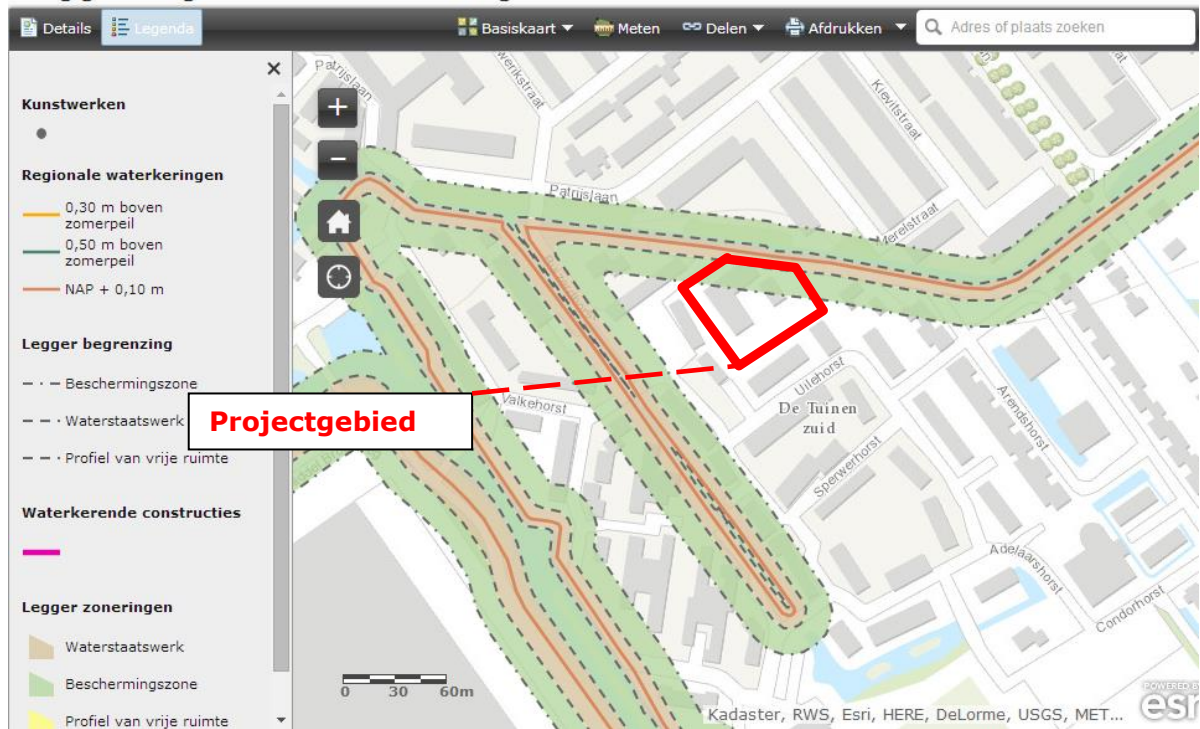 Details
Legenda
Basiskaart
Meten
Delen
Afdrukken
Adres of plaats zoeken
Kunstwerken
Regionale waterkeringen
0,30 m boven
zomerpeil
0,50 m boven
zomerpeil
NAP + 0,10 m
Legger begrenzing
Beschermingszone
Waterstaatswerk
Profiel van vrije ruimte
Waterkerende constructies
Legger zoneringen
Waterstaatswerk
Beschermingszone
Profiel van vrije ruimte
Projectgebied
Patrijslaan
Kievitstraat
Patrijslaan
Merelstraat
Valkehorst
Uilehorst
De Tuinen
zuid
Sperwerhorst
Arendshorst
Adelaarshorst
Condorhorst
0 30 60m
Kadaster, RWS, Esri, HERE, DeLorme, USGS, MET...
POWERED BY
esri